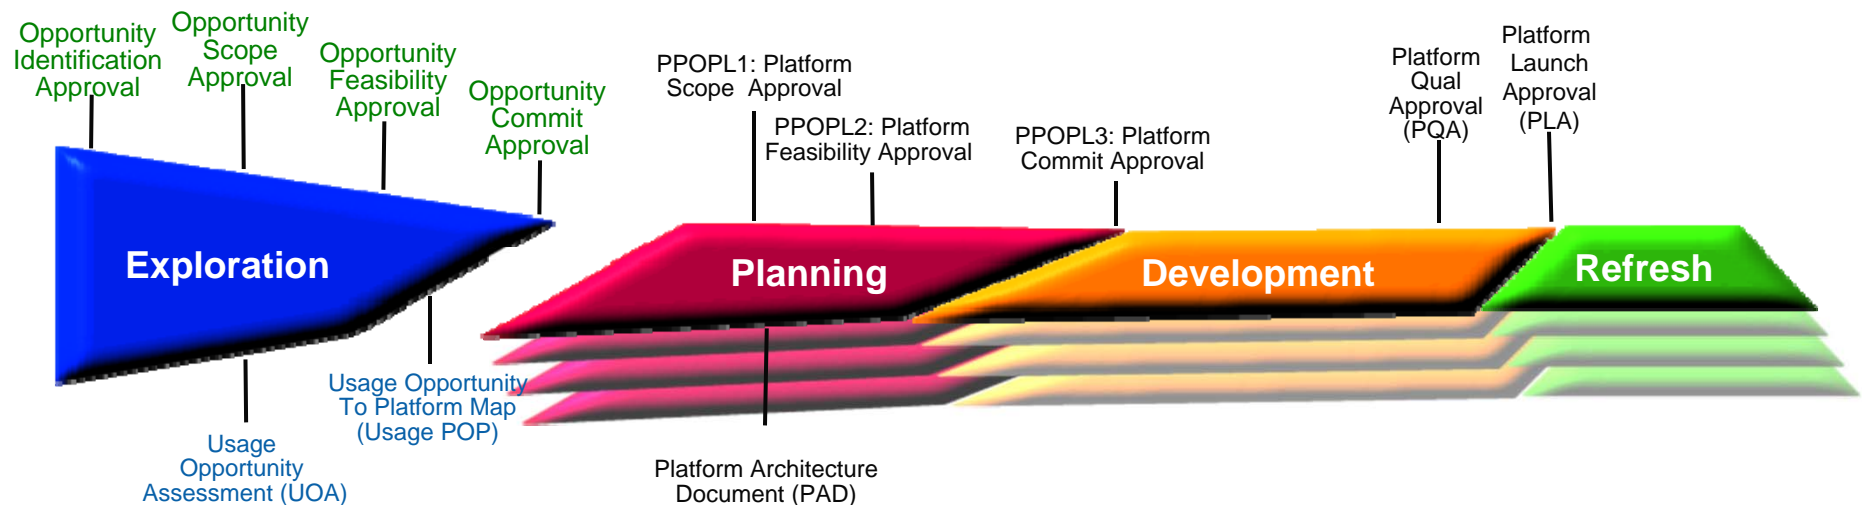 Opportunity
Identification
Approval
Opportunity
Scope
Approval
Opportunity
Feasibility
Approval
Opportunity
Commit
Approval
PPOPL1: Platform
Scope Approval
PPOPL2: Platform
Feasibility Approval
PPOPL3: Platform
Commit Approval
Platform
Qual
Approval
(PQA)
Platform
Launch
Approval
(PLA)
Exploration
Planning
Development
Refresh
Usage
Opportunity
Assessment (UOA)
Usage Opportunity
To Platform Map
(Usage POP)
Platform Architecture
Document (PAD)